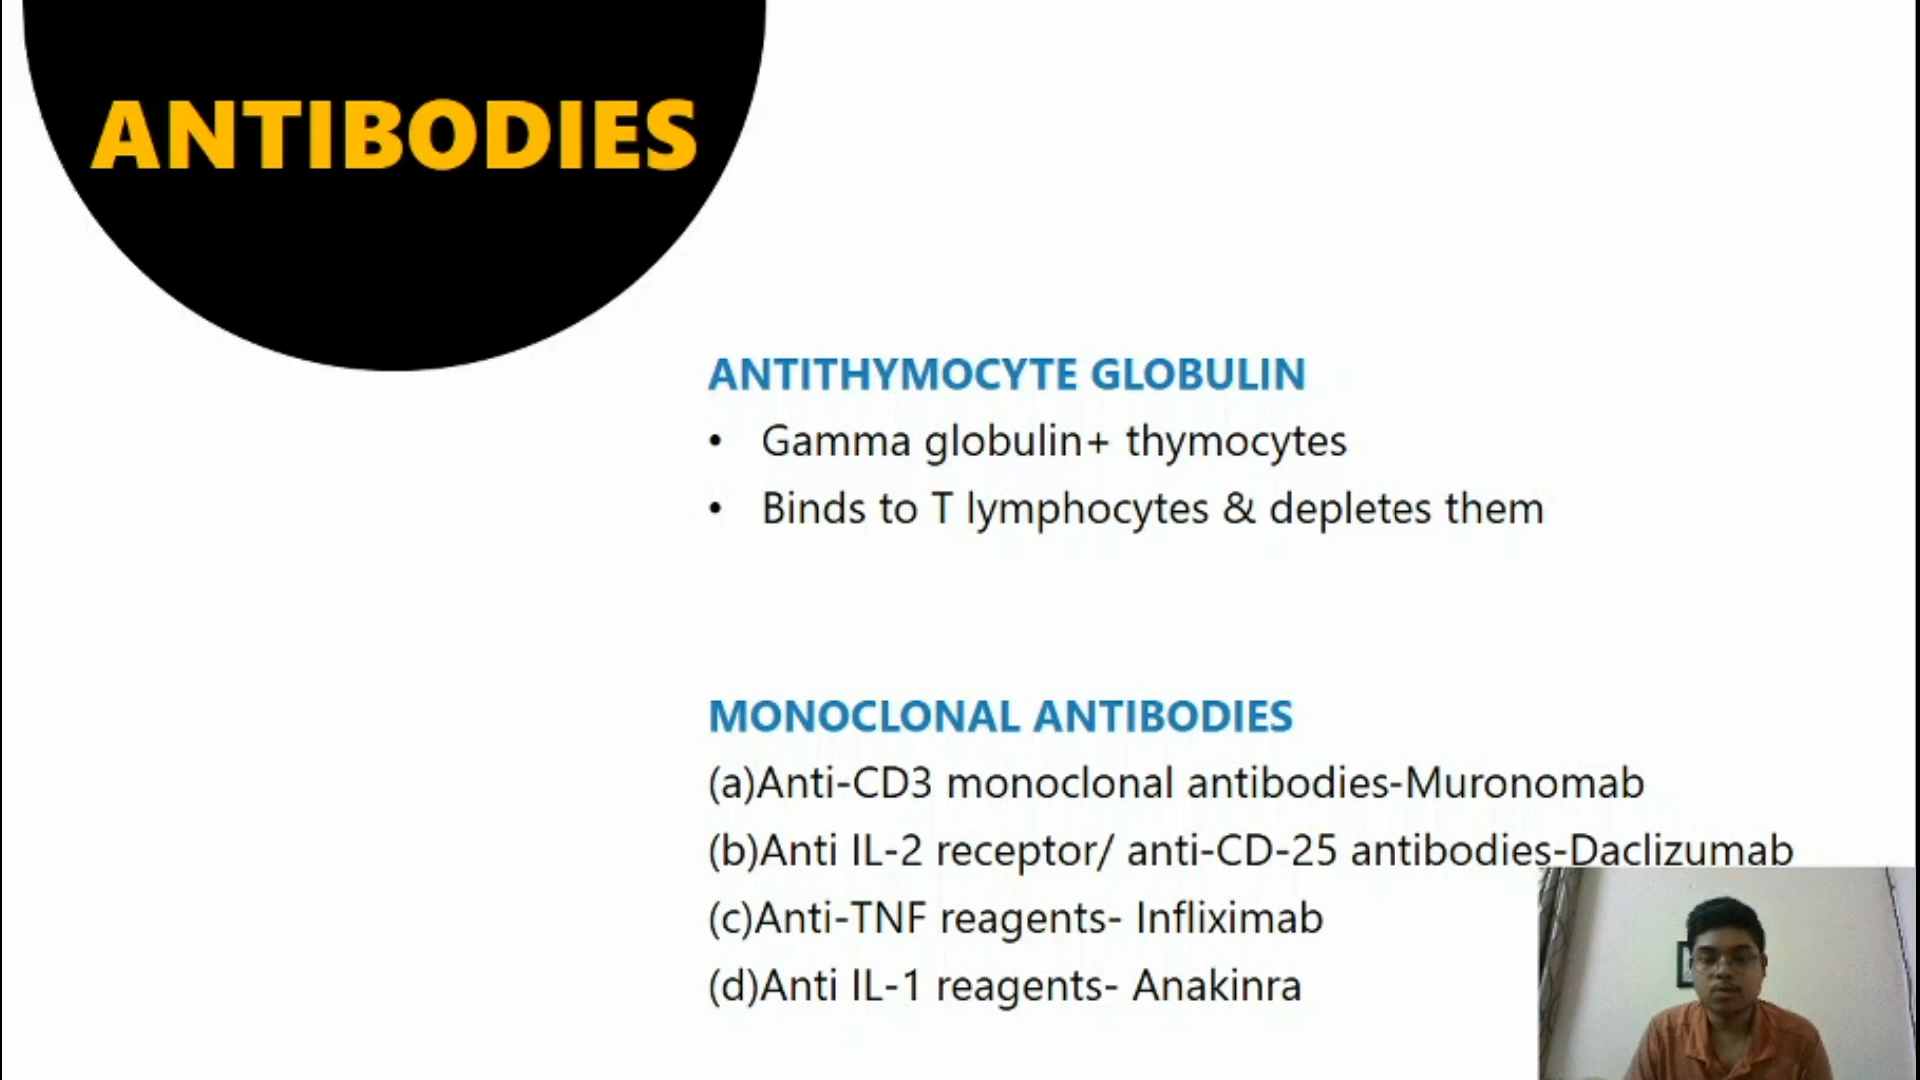 ANTIBODIES
ANTITHYMOCYTE GLOBULIN
• Gamma globulin+ thymocytes
• Binds to T lymphocytes & depletes them
MONOCLONAL ANTIBODIES
(a)Anti-CD3 monoclonal antibodies-Muronomab
(b)Anti IL-2 receptor/ anti-CD-25 antibodies-Daclizumab
(c)Anti-TNF reagents- Infliximab
(d)Anti IL-1 reagents- Anakinra